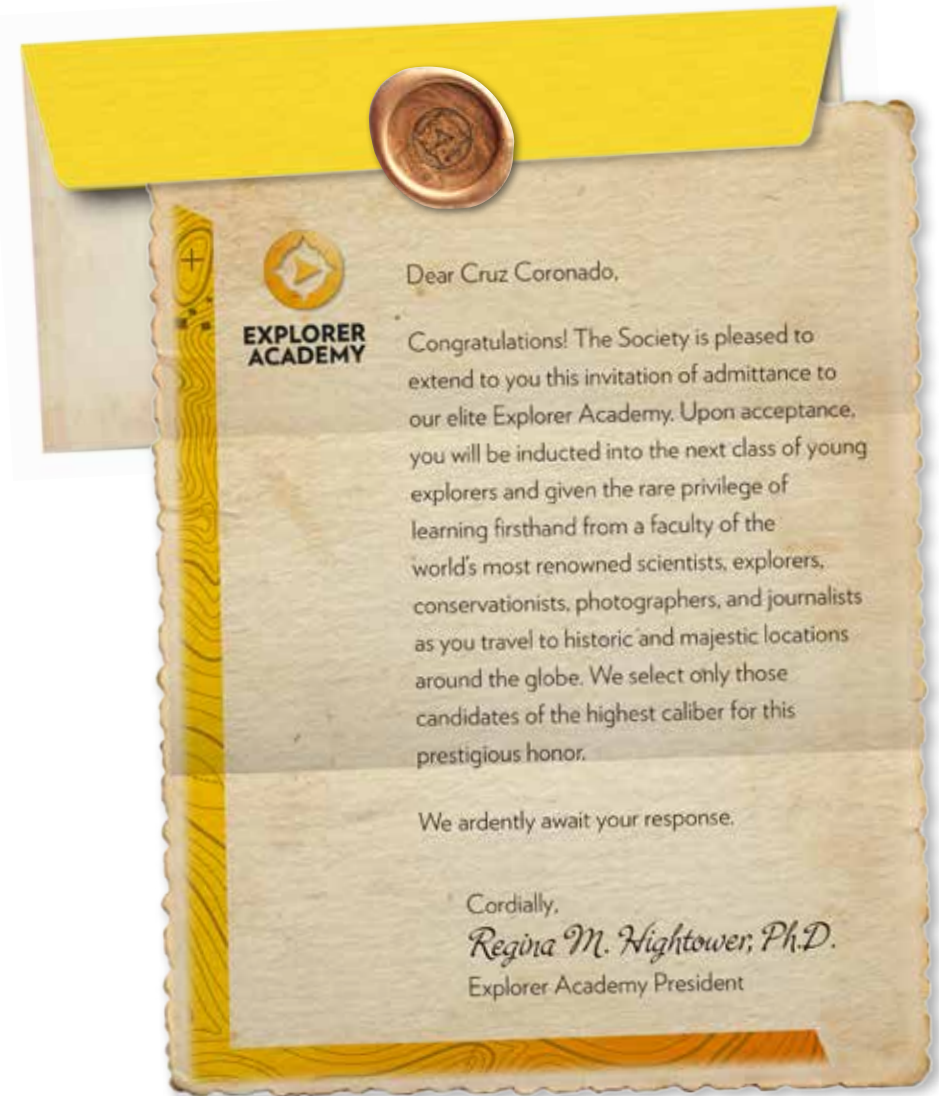 EXPLORER
ACADEMY
Dear Cruz Coronado,
Congratulations! The Society is pleased to
extend to you this invitation of admittance to
our elite Explorer Academy. Upon acceptance,
you will be inducted into the next class of young
explorers and given the rare privilege of
learning firsthand from a faculty of the
world's most renowned scientists, explorers,
conservationists, photographers, and journalists
as you travel to historic and majestic locations
around the globe. We select only those
candidates of the highest caliber for this
prestigious honor.
We ardently await your response.
Cordially,
Regina M. Hightower, Ph.D.
Explorer Academy President